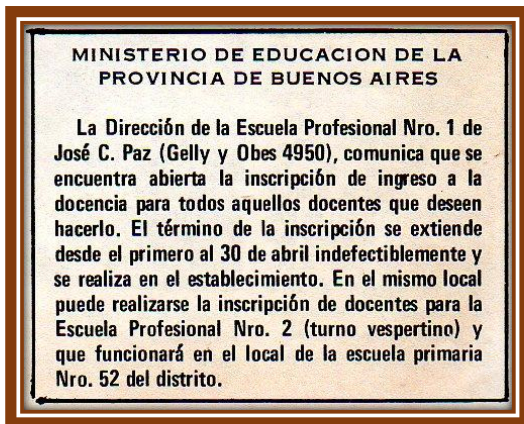 MINISTERIO DE EDUCACION DE LA
PROVINCIA DE BUENOS AIRES
La Dirección de la Escuela Profesional Nro. 1 de
José C. Paz (Gelly y Obes 4950), comunica que se
encuentra abierta la inscripción de ingreso a la
docencia para todos aquellos docentes que deseen
hacerlo. El término de la inscripción se extiende
desde el primero al 30 de abril indefectiblemente y
se realiza en el establecimiento. En el mismo local
puede realizarse la inscripción de docentes para la
Escuela Profesional Nro. 2 (turno vespertino) y
que funcionará en el local de la escuela primaria
Nro. 52 del distrito.